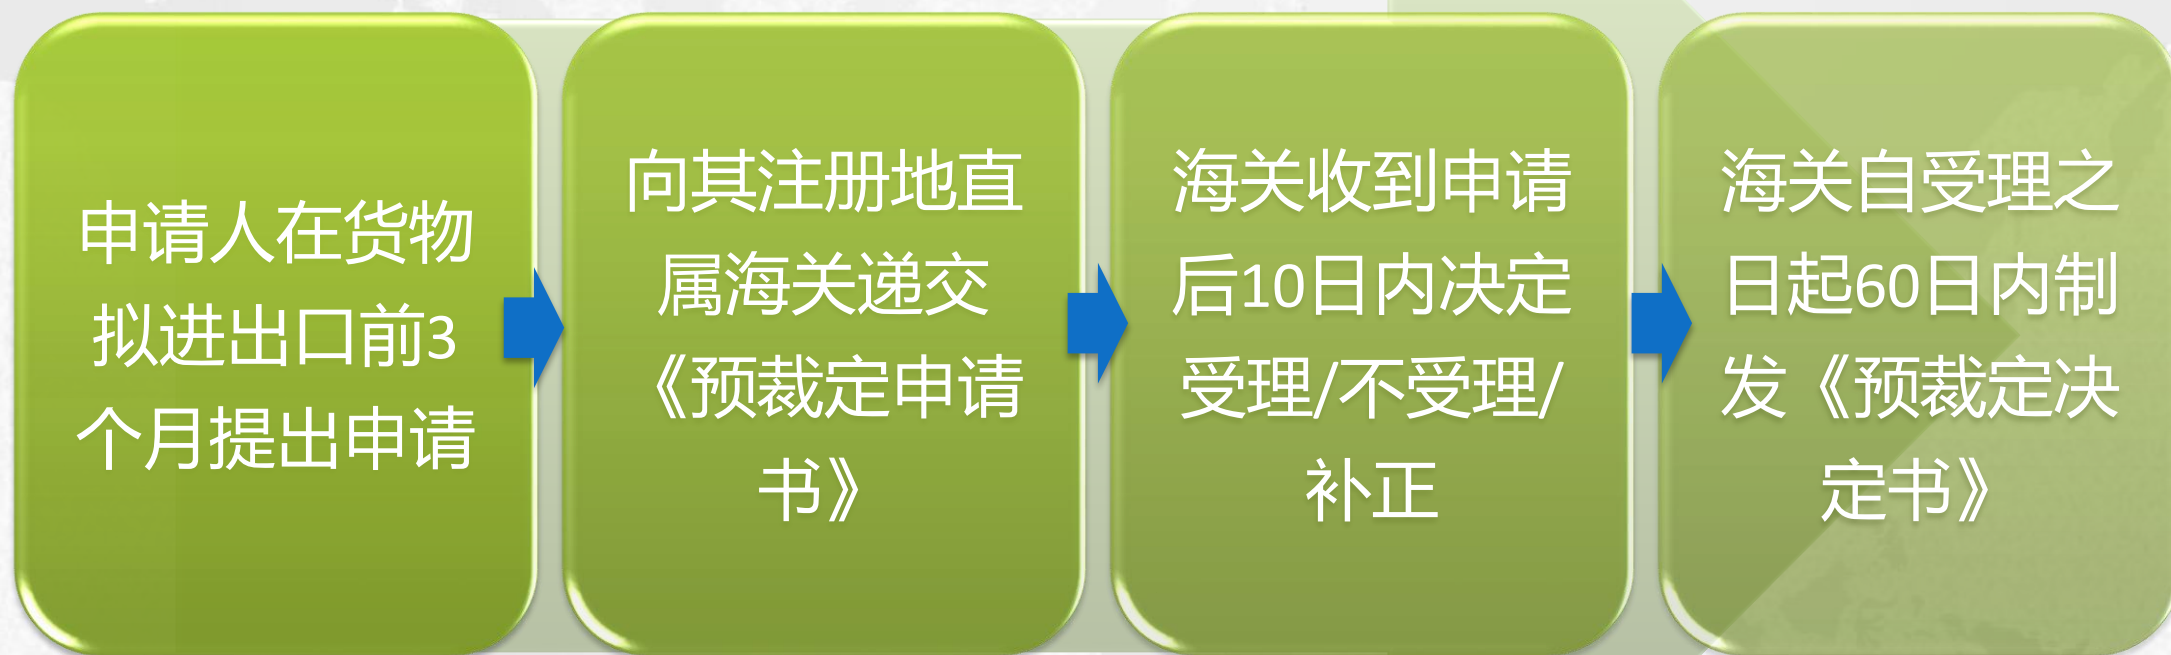 申请人在货物
拟进出口前3
个月提出申请
向其注册地直
属海关递交
《预裁定申请
书》
海关收到申请
后10日内决定
受理/不受理/
补正
海关自受理之
日起60日内制
发《预裁定决
定书》